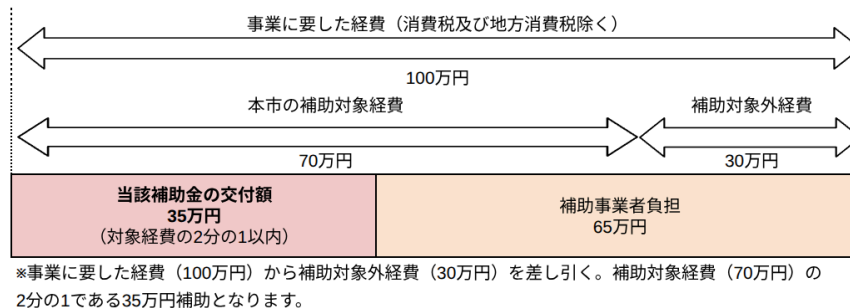 事業に要した経費（消費税及び地方消費税除く）
100万円
本市の補助対象経費
補助対象外経費
70万円
30万円
当該補助金の交付額
35万円
（対象経費の2分の1以内）
補助事業者負担
65万円
※事業に要した経費（100万円）から補助対象外経費（30万円）を差し引く。補助対象経費（70万円）の
2分の1である35万円補助となります。